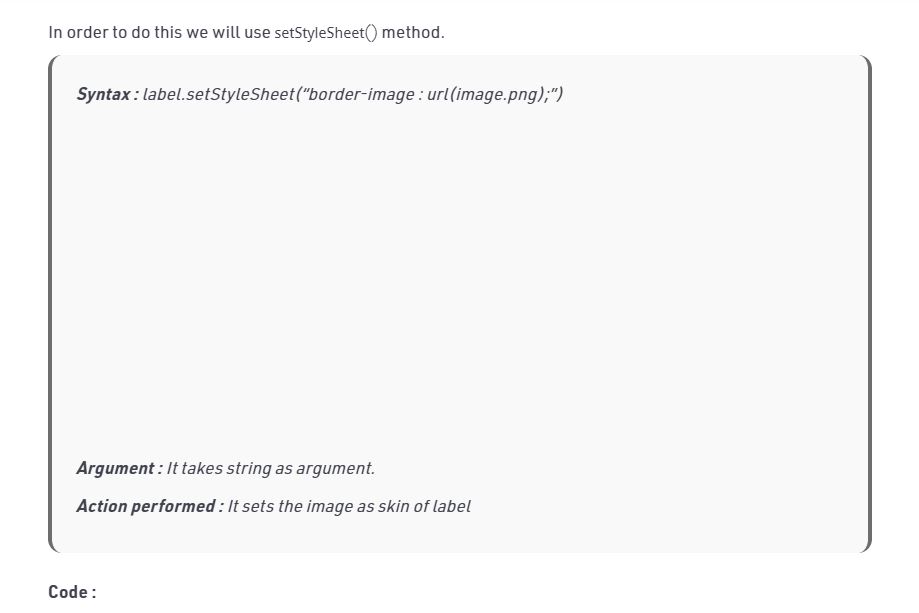 In order to do this we will use setStyleSheet() method.
Syntax : label.setStyleSheet(“border-image : url(image.png);”)
Argument : It takes string as argument.
Action performed : It sets the image as skin of label
Code :